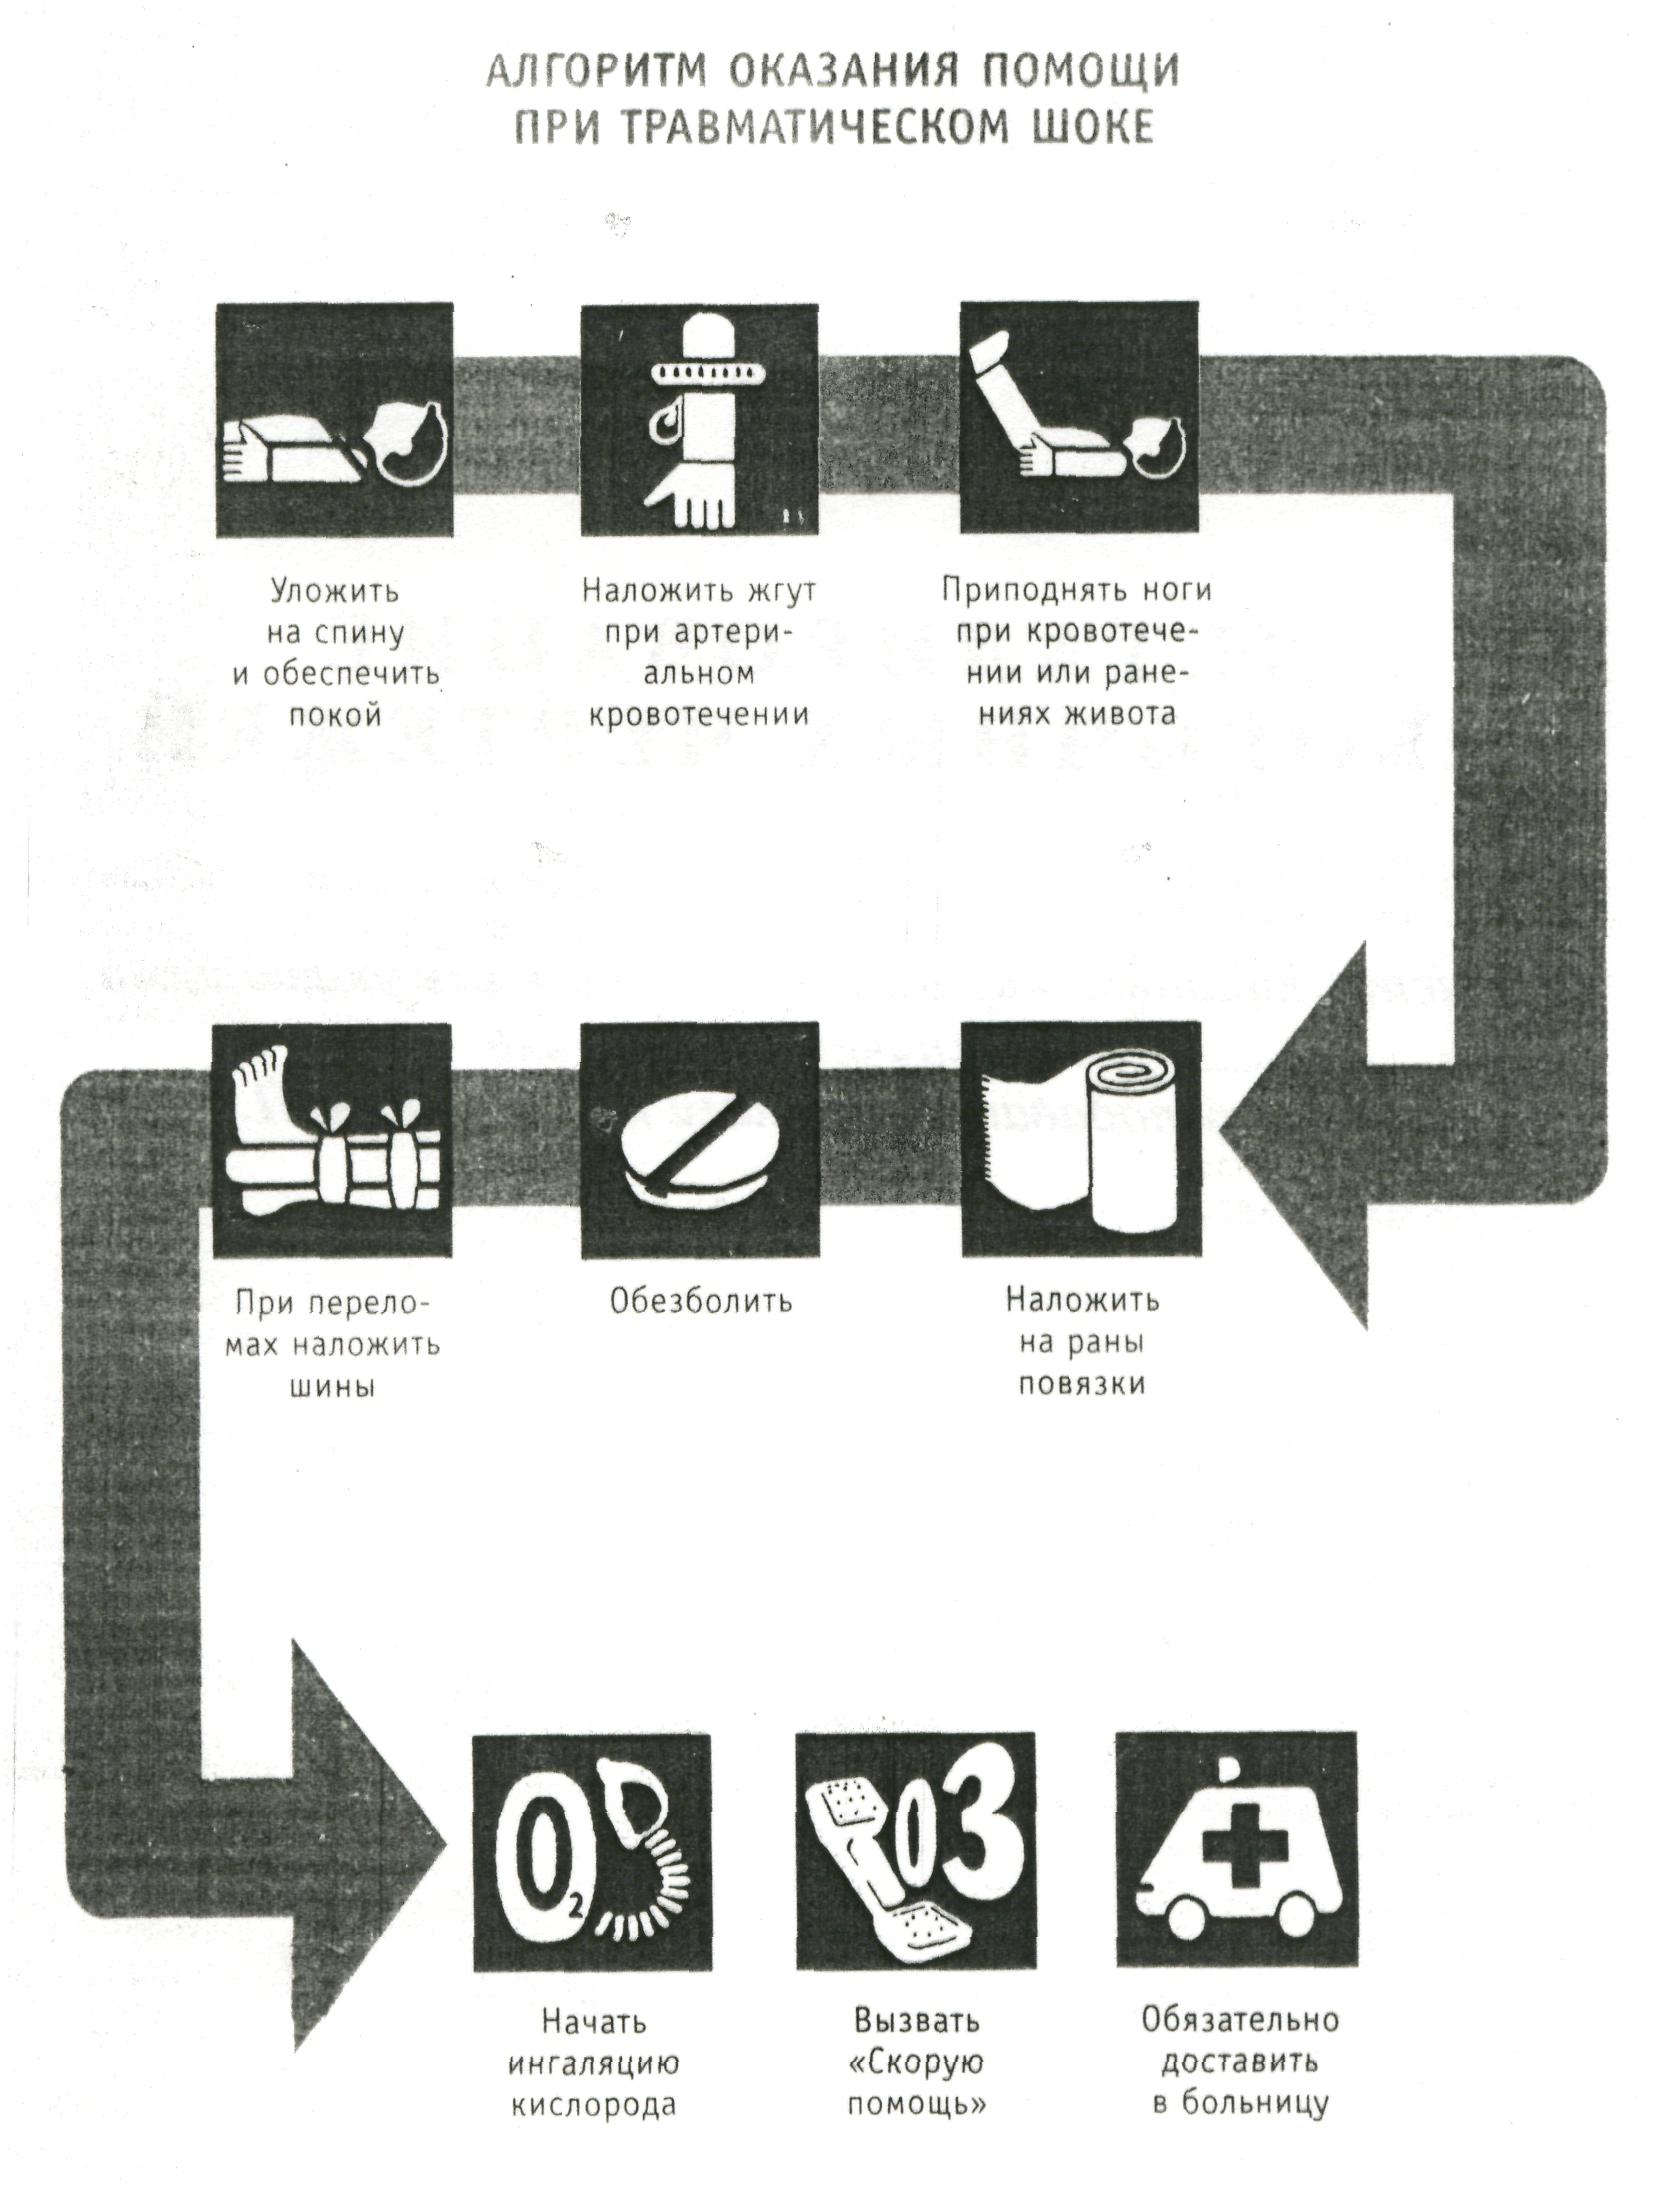 АЛГОРИТМ ОКАЗАНИЯ ПОМОЩИ
ПРИ ТРАВМАТИЧЕСКОМ ШОКЕ
Уложить
на спину
и обеспечить
покой
Наложить жгут
при артери-
альном
кровотечении
Приподнять ноги
при кровотече-
нии или ране-
ниях живота
Наложить
на раны
повязки
Обезболить
При перело-
мах наложить
шины
O2
03
Начать
ингаляцию
кислорода
Вызвать
«Скорую
помощь»
Обязательно
доставить
в больницу